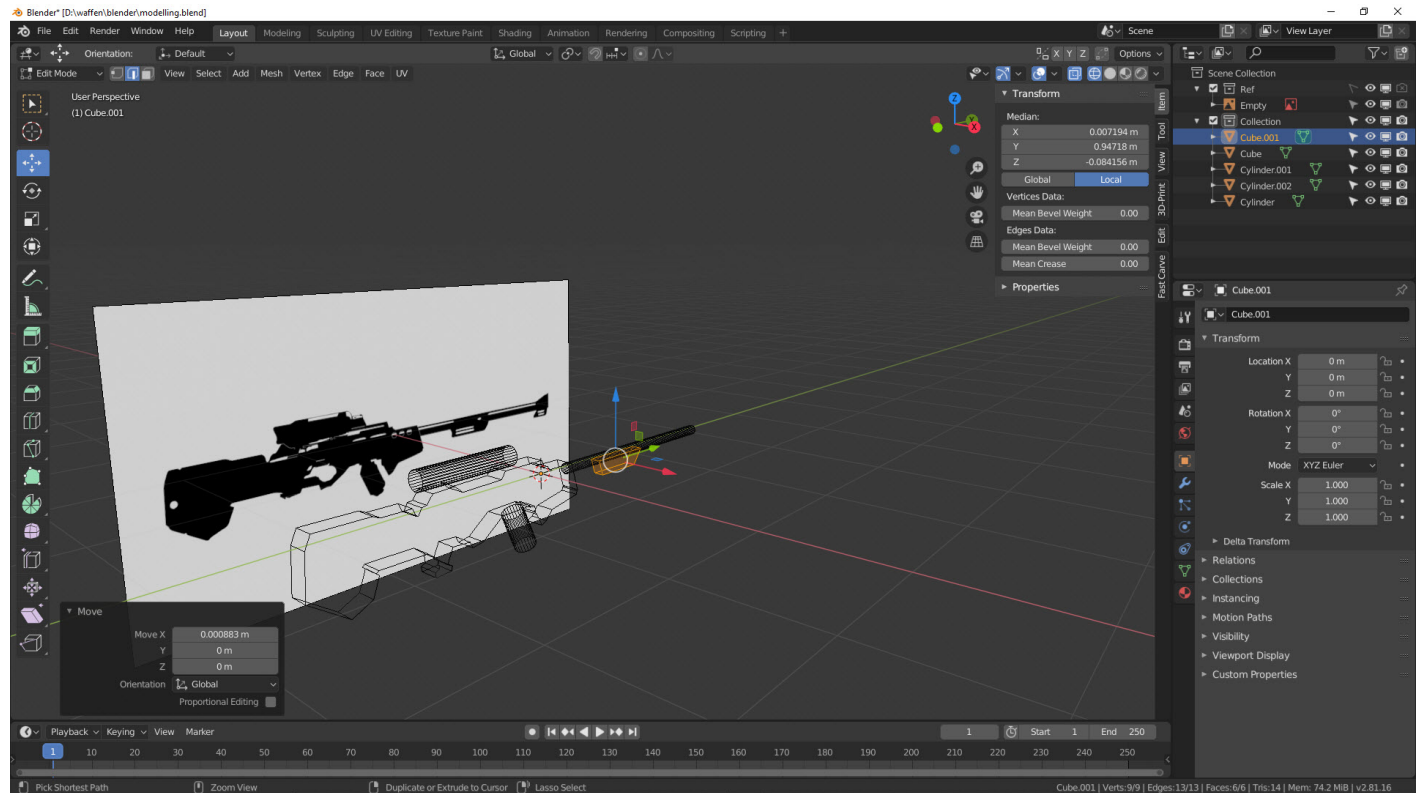 Blender* [D:\waffen\blender\modelling.blend]
File Edit Render Window Help Layout Modeling Sculpting UV Editing Texture Paint Shading Animation Rendering Compositing Scripting + Scene View Layer
Orientation: Default Global X Y Z Options
Edit Mode View Select Add Mesh Vertex Edge Face UV
User Perspective
(1) Cube.001
Z
Y
X
Transform
Median:
X 0.007194 m
Y 0.94718 m
Z -0.084156 m
Global Local
Vertices Data:
Mean Bevel Weight 0.00
Edges Data:
Mean Bevel Weight 0.00
Mean Crease 0.00
Properties
Item
Tool
View
3D-Print
Edit
Fast Carve
Scene Collection
Ref
Empty
Collection
Cube.001
Cube
Cylinder.001
Cylinder.002
Cylinder
Cube.001
Cube.001
Transform
Location X 0 m
Y 0 m
Z 0 m
Rotation X 0°
Y 0°
Z 0°
Mode XYZ Euler
Scale X 1.000
Y 1.000
Z 1.000
Delta Transform
Relations
Collections
Instancing
Motion Paths
Visibility
Viewport Display
Custom Properties
Move
Move X 0.000883 m
Y 0 m
Z 0 m
Orientation Global
Proportional Editing
Playback Keying View Marker 1 Start 1 End 250
1 10 20 30 40 50 60 70 80 90 100 110 120 130 140 150 160 170 180 190 200 210 220 230 240 250
Pick Shortest Path Zoom View Duplicate or Extrude to Cursor Lasso Select Cube.001 | Verts:9/9 | Edges:13/13 | Faces:6/6 | Tris:14 | Mem: 74.2 MiB | v2.81.16